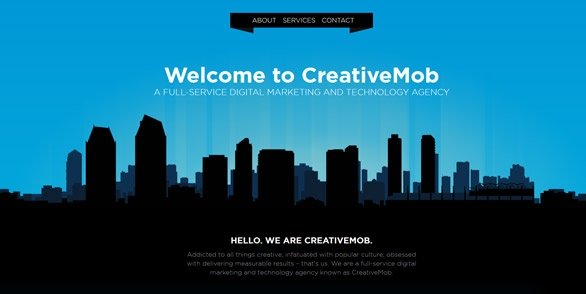 ABOUT SERVICES CONTACT
Welcome to CreativeMob
A FULL-SERVICE DIGITAL MARKETING AND TECHNOLOGY AGENCY
HELLO. WE ARE CREATIVEMOB.
Addicted to all things creative, infatuated with popular culture, obsessed
with delivering measurable results – that's us. We are a full-service digital
marketing and technology agency known as CreativeMob